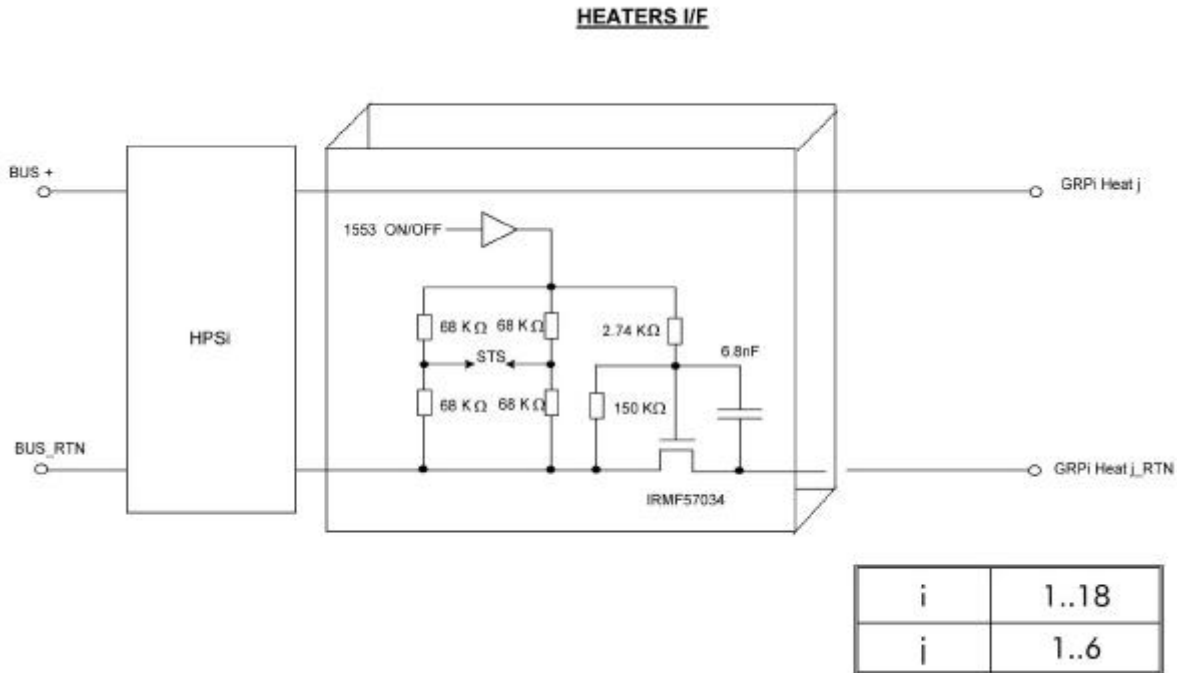 HEATERS I/F
BUS +
GRPi Heat j
1553 ON/OFF
HPSi
68 KΩ 68 KΩ
2.74 KΩ
6.8nF
STS
68 KΩ 68 KΩ
150 KΩ
BUS_RTN
GRPi Heat j_RTN
IRMF57034
i 1..18
j 1..6